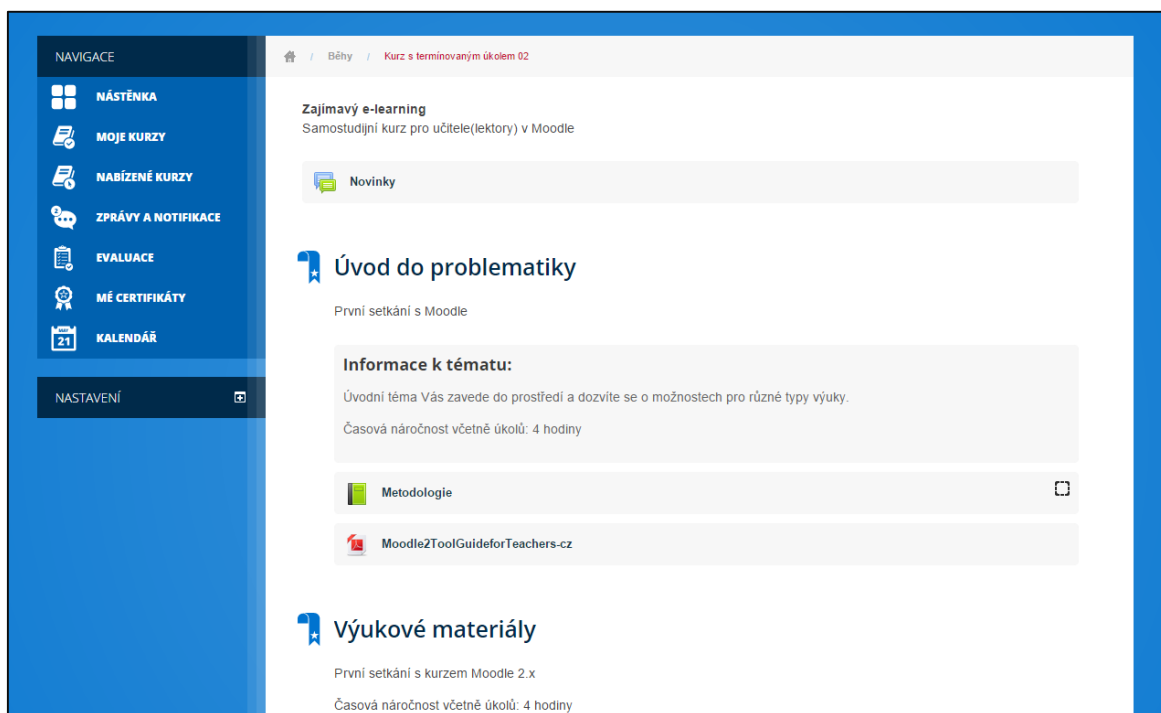 NAVIGACE
NÁSTĚNKA
MOJE KURZY
NABÍZENÉ KURZY
2
ZPRÁVY A NOTIFIKACE
EVALUACE
MÉ CERTIFIKÁTY
MAY
21
KALENDÁŘ
NASTAVENÍ
/ Běhy / Kurz s termínovaným úkolem 02
Zajímavý e-learning
Samostudijní kurz pro učitele(lektory) v Moodle
Novinky
Úvod do problematiky
První setkání s Moodle
Informace k tématu:
Úvodní téma Vás zavede do prostředí a dozvíte se o možnostech pro různé typy výuky.
Časová náročnost včetně úkolů: 4 hodiny
Metodologie
Moodle2ToolGuideforTeachers-cz
Výukové materiály
První setkání s kurzem Moodle 2.x
Časová náročnost včetně úkolů: 4 hodiny